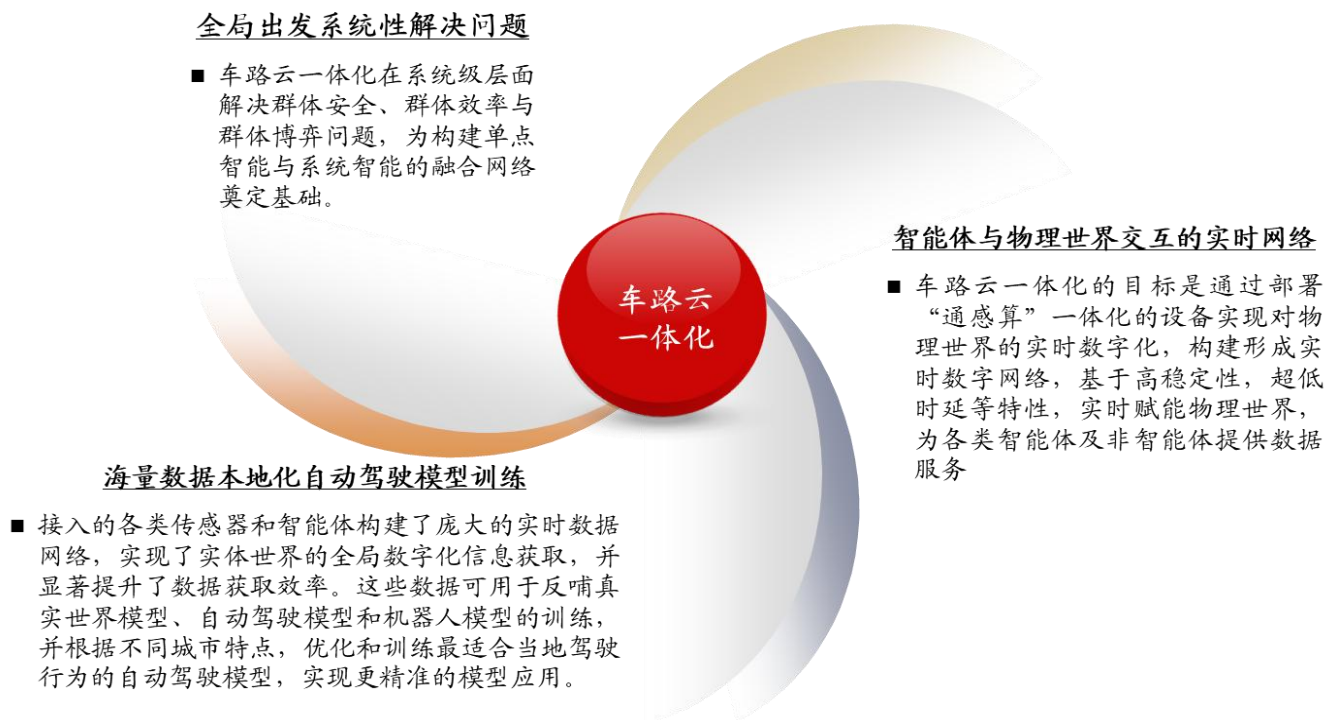 全局出发系统性解决问题
■ 车路云一体化在系统级层面
解决群体安全、群体效率与
群体博弈问题，为构建单点
智能与系统智能的融合网络
奠定基础。
车路云
一体化
智能体与物理世界交互的实时网络
■ 车路云一体化的目标是通过部署
“通感算”一体化的设备实现对物
理世界的实时数字化，构建形成实
时数字网络，基于高稳定性，超低
时延等特性，实时赋能物理世界，
为各类智能体及非智能体提供数据
服务
海量数据本地化自动驾驶模型训练
■ 接入的各类传感器和智能体构建了庞大的实时数据
网络，实现了实体世界的全局数字化信息获取，并
显著提升了数据获取效率。这些数据可用于反哺真
实世界模型、自动驾驶模型和机器人模型的训练，
并根据不同城市特点，优化和训练最适合当地驾驶
行为的自动驾驶模型，实现更精准的模型应用。